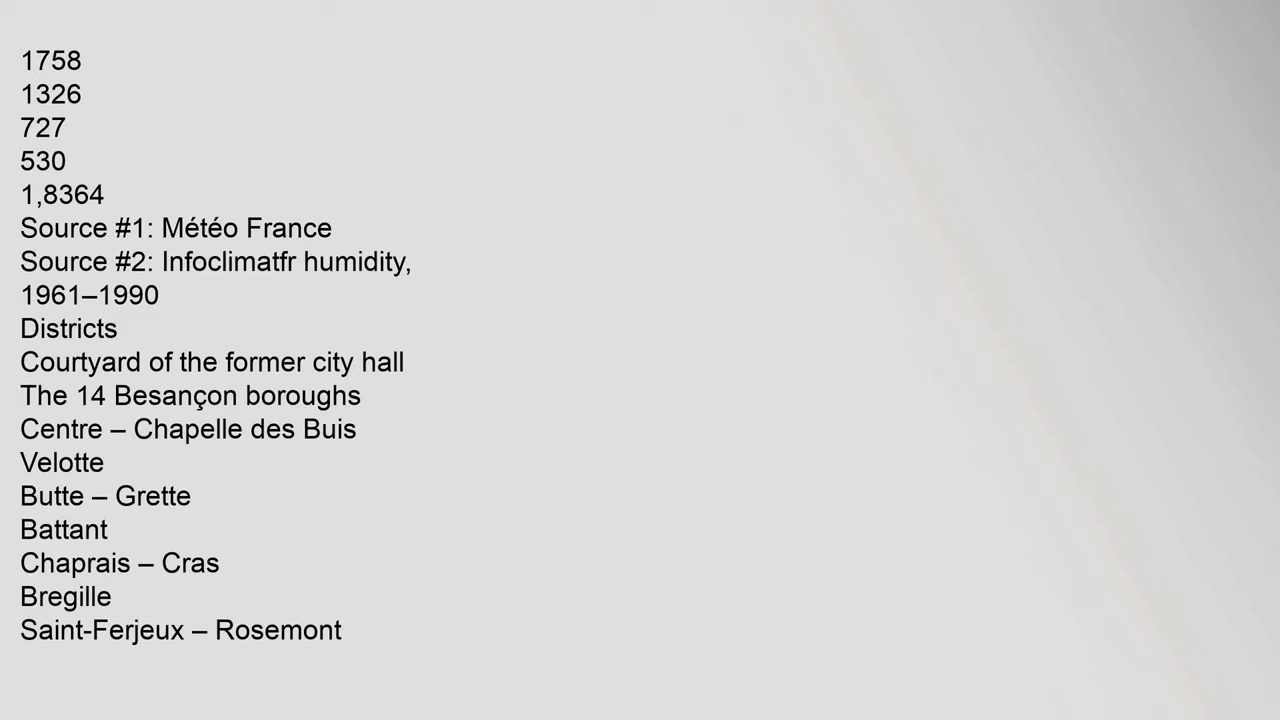 1758
1326
727
530
1,8364
Source #1: Météo France
Source #2: Infoclimatfr humidity,
1961–1990
Districts
Courtyard of the former city hall
The 14 Besançon boroughs
Centre – Chapelle des Buis
Velotte
Butte – Grette
Battant
Chaprais – Cras
Bregille
Saint-Ferjeux – Rosemont